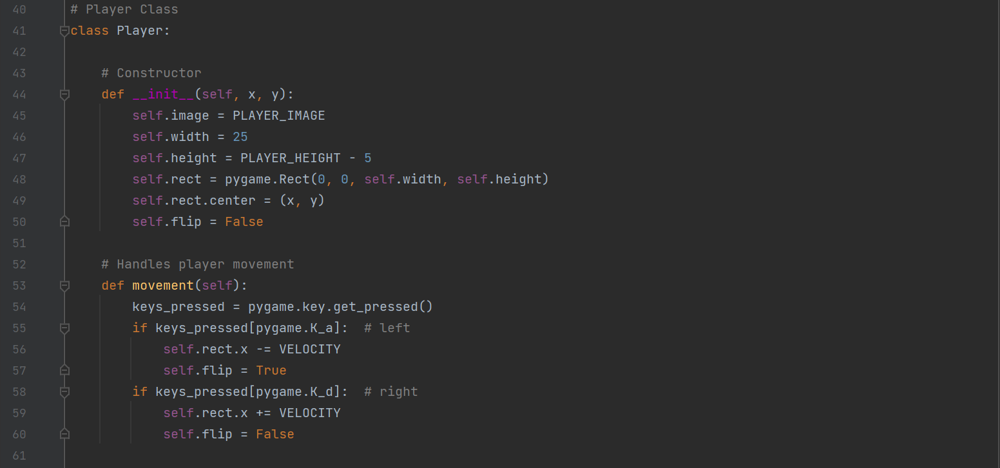 40 # Player Class
41 class Player:
42
43     # Constructor
44     def __init__(self, x, y):
45         self.image = PLAYER_IMAGE
46         self.width = 25
47         self.height = PLAYER_HEIGHT - 5
48         self.rect = pygame.Rect(0, 0, self.width, self.height)
49         self.rect.center = (x, y)
50         self.flip = False
51
52     # Handles player movement
53     def movement(self):
54         keys_pressed = pygame.key.get_pressed()
55         if keys_pressed[pygame.K_a]:  # left
56             self.rect.x -= VELOCITY
57             self.flip = True
58         if keys_pressed[pygame.K_d]:  # right
59             self.rect.x += VELOCITY
60             self.flip = False
61